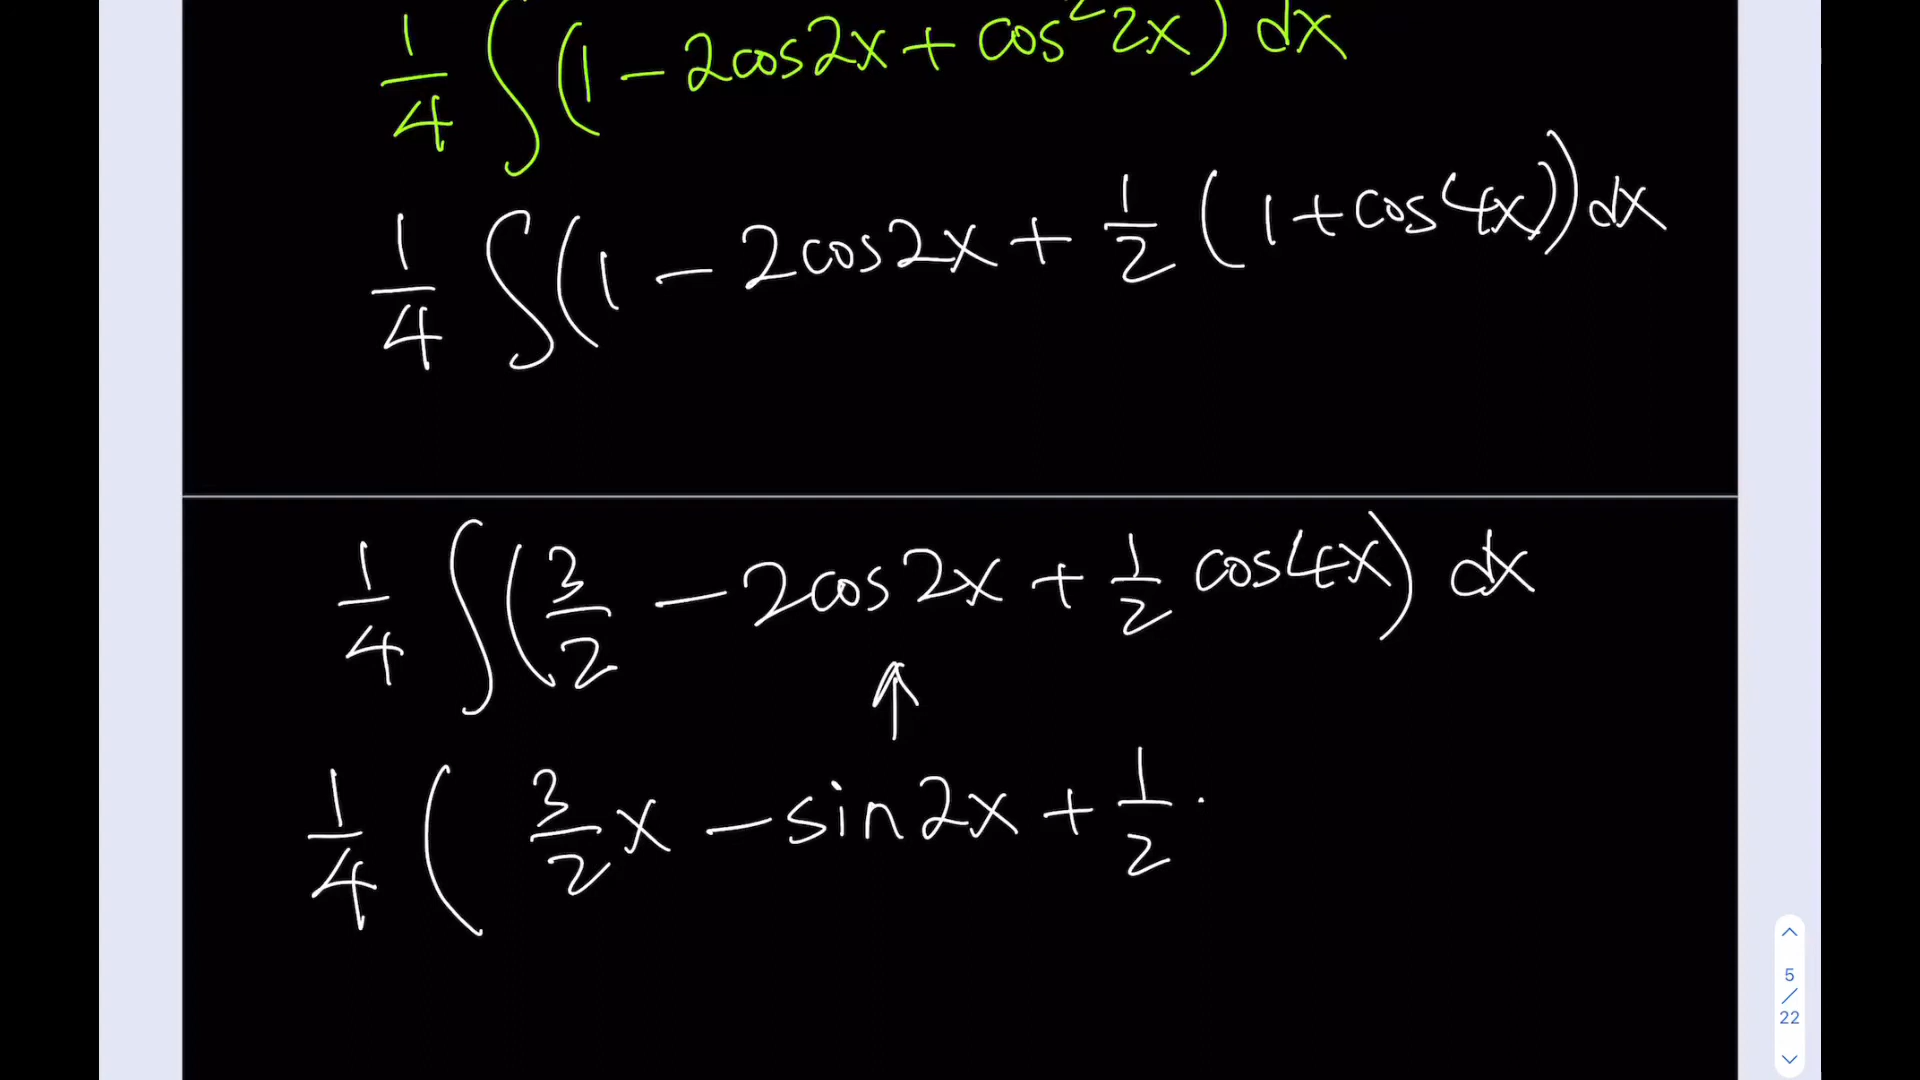 1/4 ∫(1 - 2cos2x + cos²2x) dx
1/4 ∫(1 - 2cos2x + 1/2 (1 + cos4x)) dx
1/4 ∫(3/2 - 2cos2x + 1/2 cos4x) dx
↑
1/4 ( 3/2 x - sin2x + 1/2 ·
5
/
22